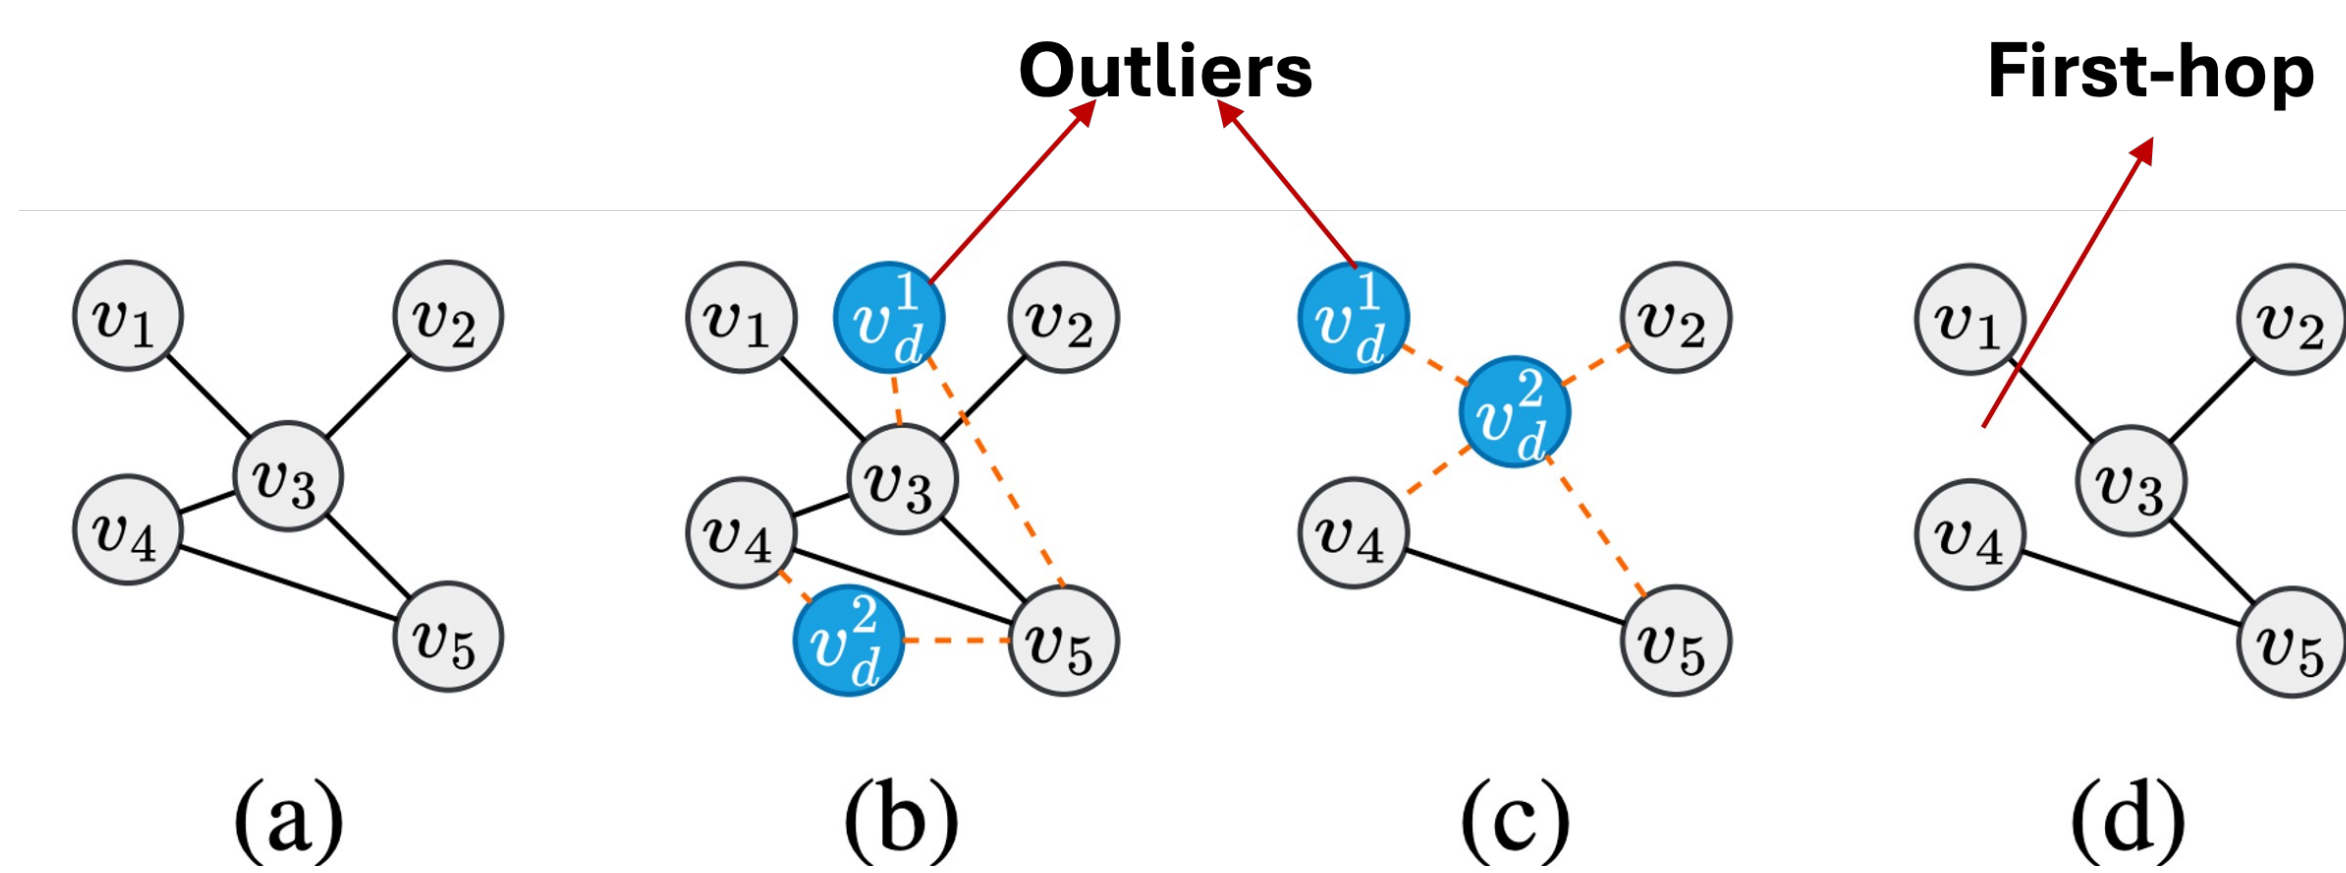 Outliers
First-hop
v₁
v₂
v₃
v₄
v₅
(a)
v₁
v_d^1
v₂
v₃
v₄
v_d^2
v₅
(b)
v_d^1
v₂
v_d^2
v₄
v₅
(c)
v₁
v₂
v₃
v₄
v₅
(d)